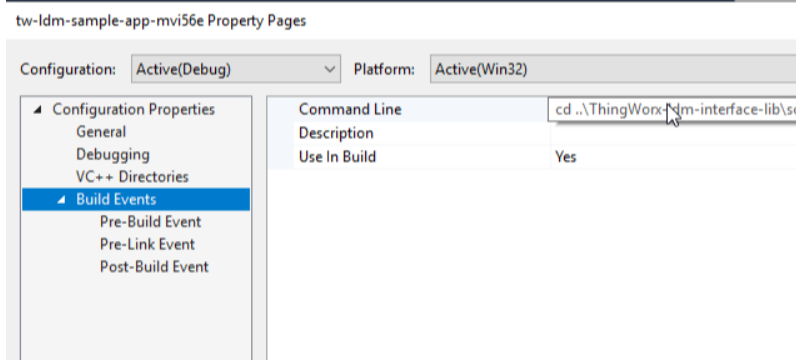 tw-ldm-sample-app-mvi56e Property Pages
Configuration: Active(Debug) Platform: Active(Win32)
Configuration Properties
General
Debugging
VC++ Directories
Build Events
Pre-Build Event
Pre-Link Event
Post-Build Event
Command Line cd ..\ThingWorx-ldm-interface-lib\s
Description
Use In Build Yes